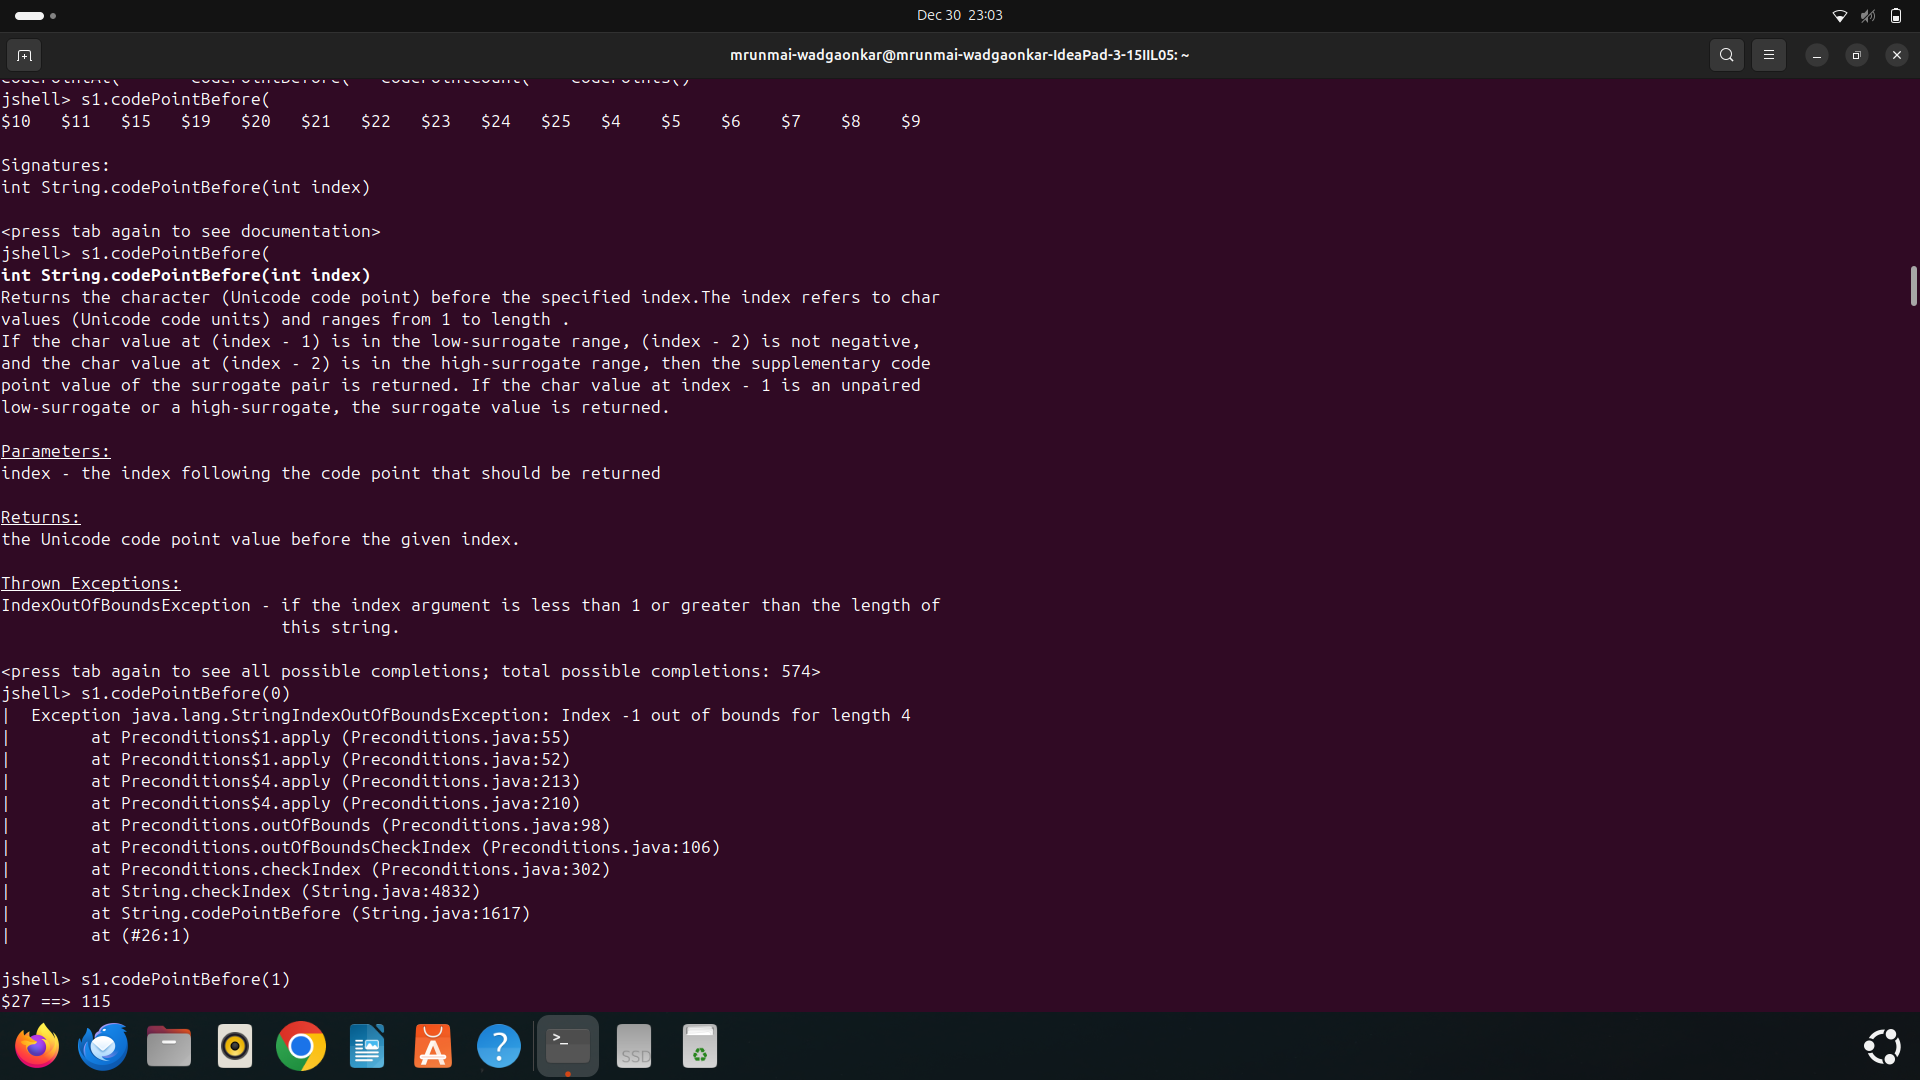 Dec 30 23:03
mrunmai-wadgaonkar@mrunmai-wadgaonkar-IdeaPad-3-15IIL05: ~
codePointAt( codePointBefore( codePointCount( codePoints()
jshell> s1.codePointBefore(
$10 $11 $15 $19 $20 $21 $22 $23 $24 $25 $4 $5 $6 $7 $8 $9
Signatures:
int String.codePointBefore(int index)
<press tab again to see documentation>
jshell> s1.codePointBefore(
int String.codePointBefore(int index)
Returns the character (Unicode code point) before the specified index.The index refers to char
values (Unicode code units) and ranges from 1 to length .
If the char value at (index - 1) is in the low-surrogate range, (index - 2) is not negative,
and the char value at (index - 2) is in the high-surrogate range, then the supplementary code
point value of the surrogate pair is returned. If the char value at index - 1 is an unpaired
low-surrogate or a high-surrogate, the surrogate value is returned.
Parameters:
index - the index following the code point that should be returned
Returns:
the Unicode code point value before the given index.
Thrown Exceptions:
IndexOutOfBoundsException - if the index argument is less than 1 or greater than the length of
this string.
<press tab again to see all possible completions; total possible completions: 574>
jshell> s1.codePointBefore(0)
| Exception java.lang.StringIndexOutOfBoundsException: Index -1 out of bounds for length 4
| at Preconditions$1.apply (Preconditions.java:55)
| at Preconditions$1.apply (Preconditions.java:52)
| at Preconditions$4.apply (Preconditions.java:213)
| at Preconditions$4.apply (Preconditions.java:210)
| at Preconditions.outOfBounds (Preconditions.java:98)
| at Preconditions.outOfBoundsCheckIndex (Preconditions.java:106)
| at Preconditions.checkIndex (Preconditions.java:302)
| at String.checkIndex (String.java:4832)
| at String.codePointBefore (String.java:1617)
| at (#26:1)
jshell> s1.codePointBefore(1)
$27 ==> 115
SSD